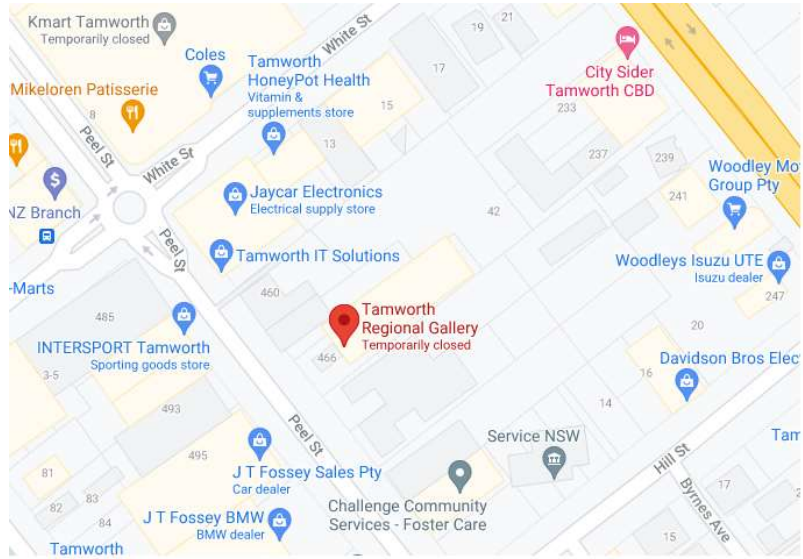 Kmart Tamworth
Temporarily closed
Coles
White St
19
21
Tamworth
HoneyPot Health
Vitamin &
supplements store
17
City Sider
Tamworth CBD
Mikeloren Patisserie
8
15
233
Peel St
White St
13
237
239
Woodley Mo
Group Pty
241
Jaycar Electronics
Electrical supply store
NZ Branch
42
Peel St
Tamworth IT Solutions
Woodleys Isuzu UTE
Isuzu dealer
-Marts
460
247
485
Tamworth
Regional Gallery
Temporarily closed
20
INTERSPORT Tamworth
Sporting goods store
466
Davidson Bros Elec
3-5
16
493
Peel St
14
Service NSW
Tam
495
Hill St
81
J T Fossey Sales Pty
Car dealer
17
83
82
84
Challenge Community
Services - Foster Care
Byrnes Ave
J T Fossey BMW
BMW dealer
15
Tamworth